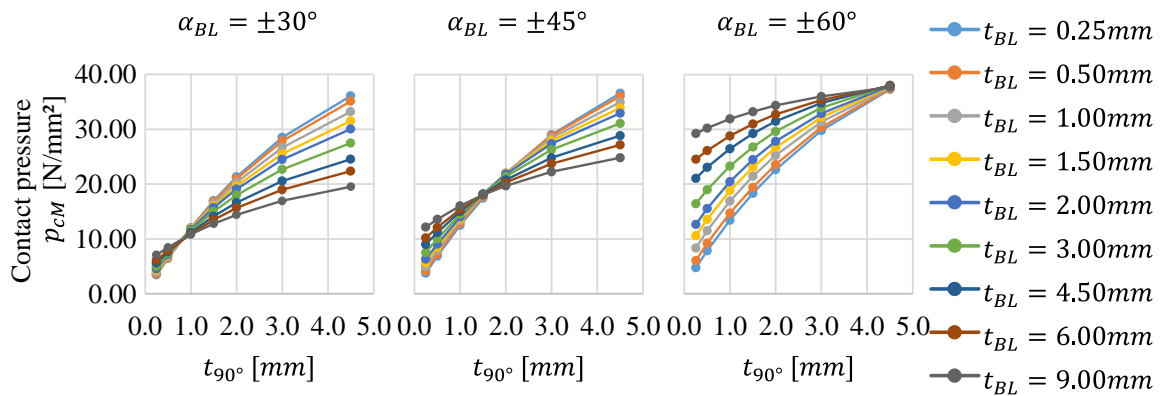 α_BL = ±30° α_BL = ±45° α_BL = ±60°
Contact pressure
p_cM [N/mm²]
40.00
30.00
20.00
10.00
0.00
0.0 1.0 2.0 3.0 4.0 5.0
0.0 1.0 2.0 3.0 4.0 5.0
0.0 1.0 2.0 3.0 4.0 5.0
t_90° [mm] t_90° [mm] t_90° [mm]
t_BL = 0.25mm
t_BL = 0.50mm
t_BL = 1.00mm
t_BL = 1.50mm
t_BL = 2.00mm
t_BL = 3.00mm
t_BL = 4.50mm
t_BL = 6.00mm
t_BL = 9.00mm